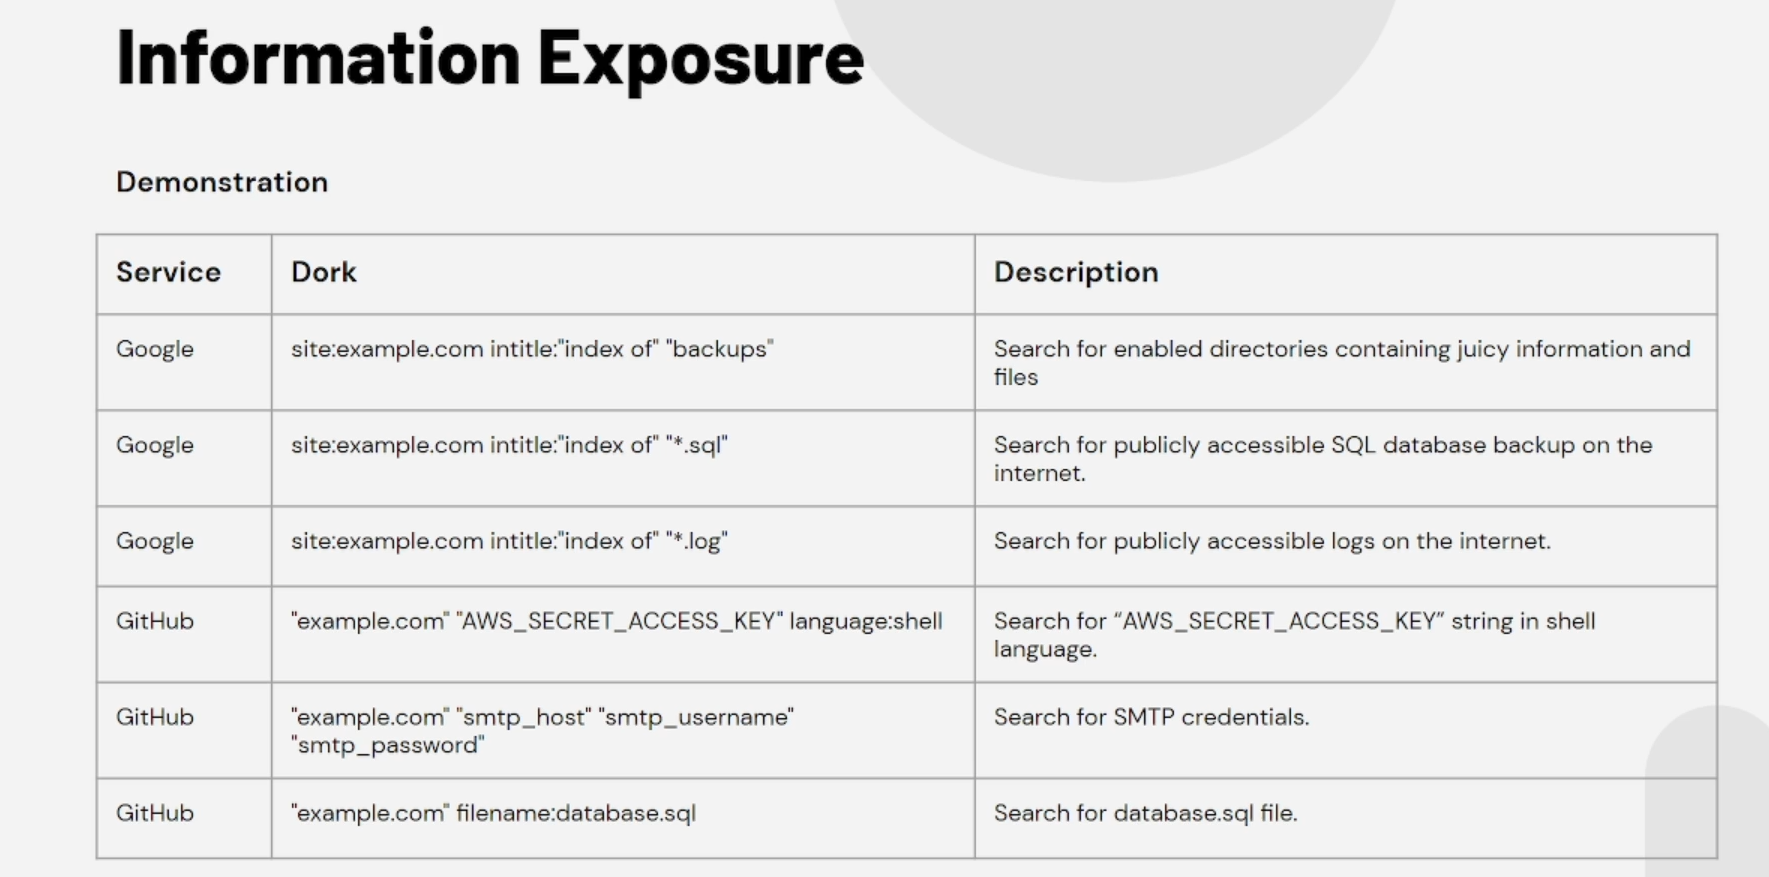 Information Exposure
Demonstration
Service Dork Description
Google site:example.com intitle:"index of" "backups" Search for enabled directories containing juicy information and
files
Google site:example.com intitle:"index of" "*.sql" Search for publicly accessible SQL database backup on the
internet.
Google site:example.com intitle:"index of" "*.log" Search for publicly accessible logs on the internet.
GitHub "example.com" "AWS_SECRET_ACCESS_KEY" language:shell Search for “AWS_SECRET_ACCESS_KEY” string in shell
language.
GitHub "example.com" "smtp_host" "smtp_username" Search for SMTP credentials.
"smtp_password"
GitHub "example.com" filename:database.sql Search for database.sql file.